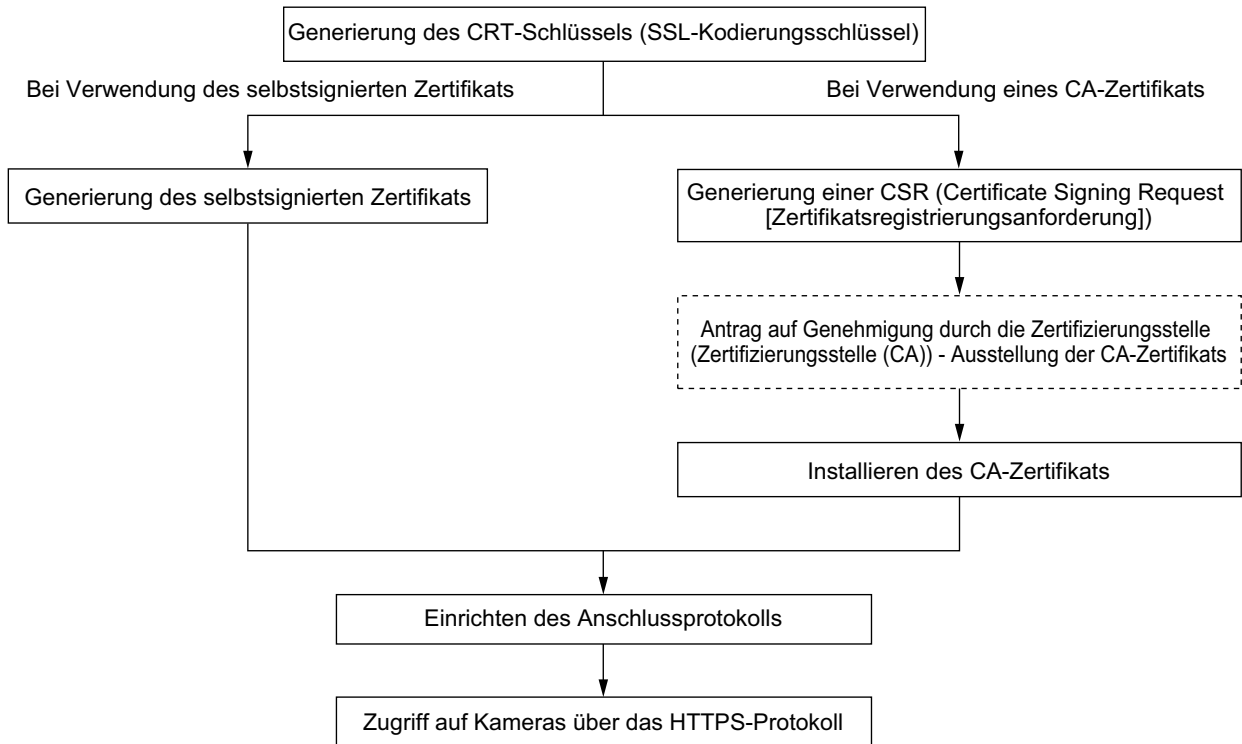 Generierung des CRT-Schlüssels (SSL-Kodierungsschlüssel)
Bei Verwendung des selbstsignierten Zertifikats
Bei Verwendung eines CA-Zertifikats
Generierung des selbstsignierten Zertifikats
Generierung einer CSR (Certificate Signing Request
[Zertifikatsregistrierungsanforderung])
Antrag auf Genehmigung durch die Zertifizierungsstelle
(Zertifizierungsstelle (CA)) - Ausstellung der CA-Zertifikats
Installieren des CA-Zertifikats
Einrichten des Anschlussprotokolls
Zugriff auf Kameras über das HTTPS-Protokoll